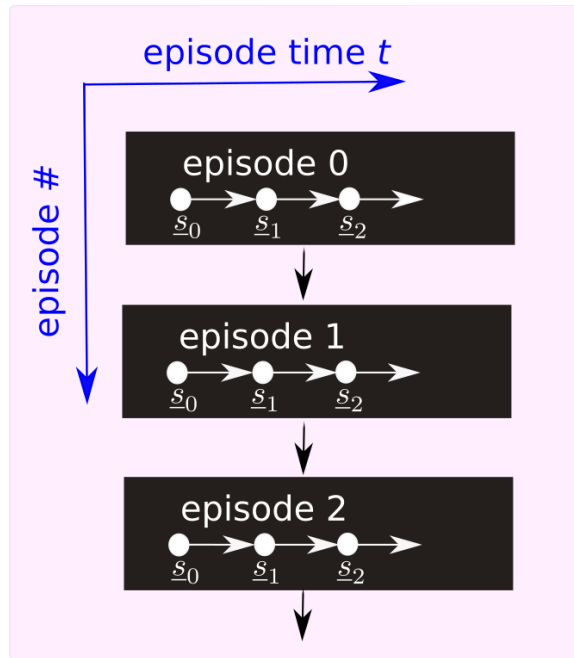 episode time t
episode #
episode 0
s₀ s₁ s₂
episode 1
s₀ s₁ s₂
episode 2
s₀ s₁ s₂